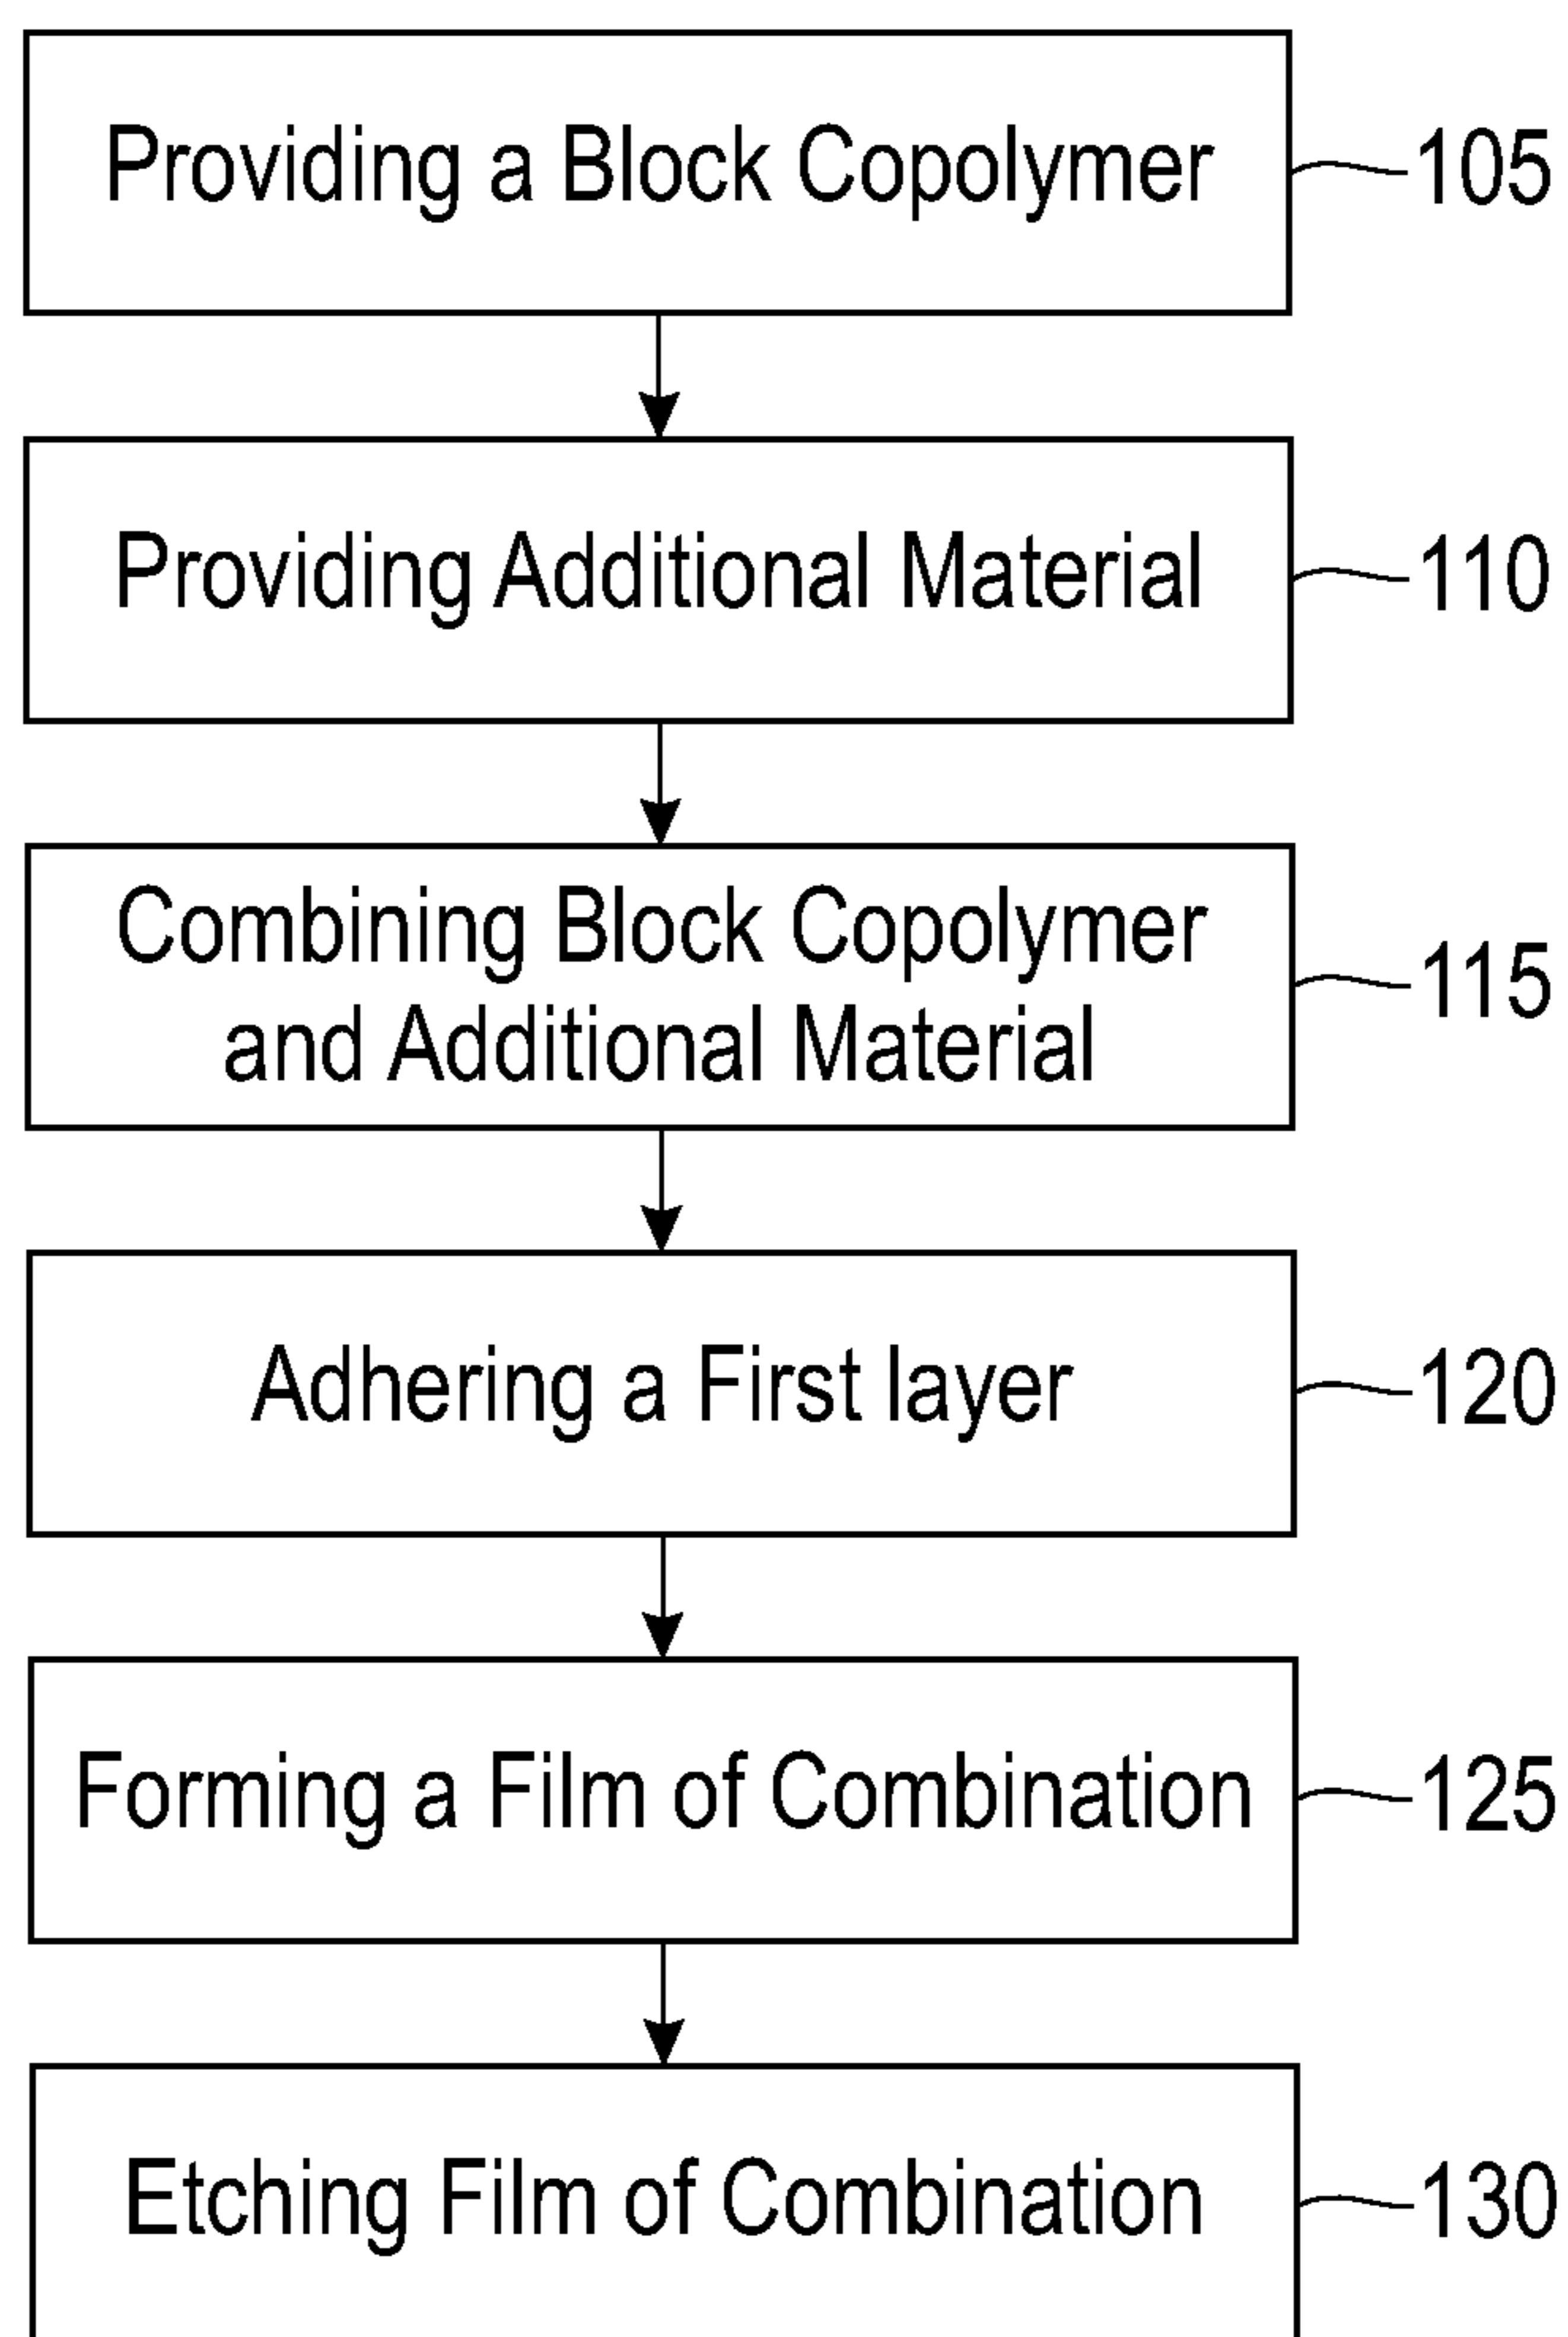 Providing a Block Copolymer
105
Providing Additional Material
110
Combining Block Copolymer
and Additional Material
115
Adhering a First layer
120
Forming a Film of Combination
125
Etching Film of Combination
130